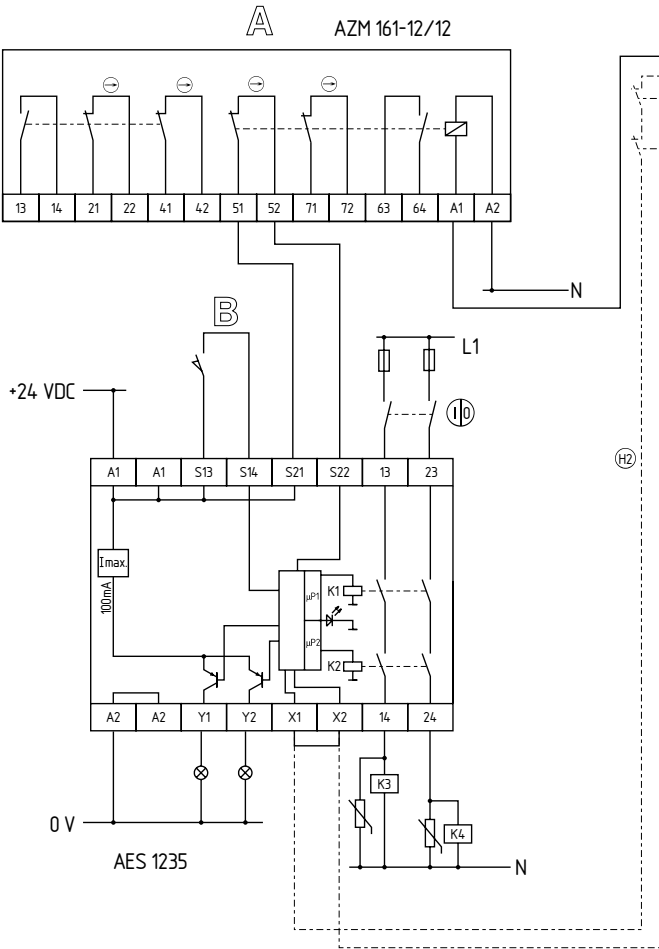 A AZM 161-12/12
13 14 21 22 41 42 51 52 71 72 63 64 A1 A2
N
B
L1
+24 VDC
I 0
H2
A1 A1 S13 S14 S21 S22 13 23
Imax.
100mA
µP1 K1
µP2 K2
A2 A2 Y1 Y2 X1 X2 14 24
K3
0 V K4
AES 1235 N